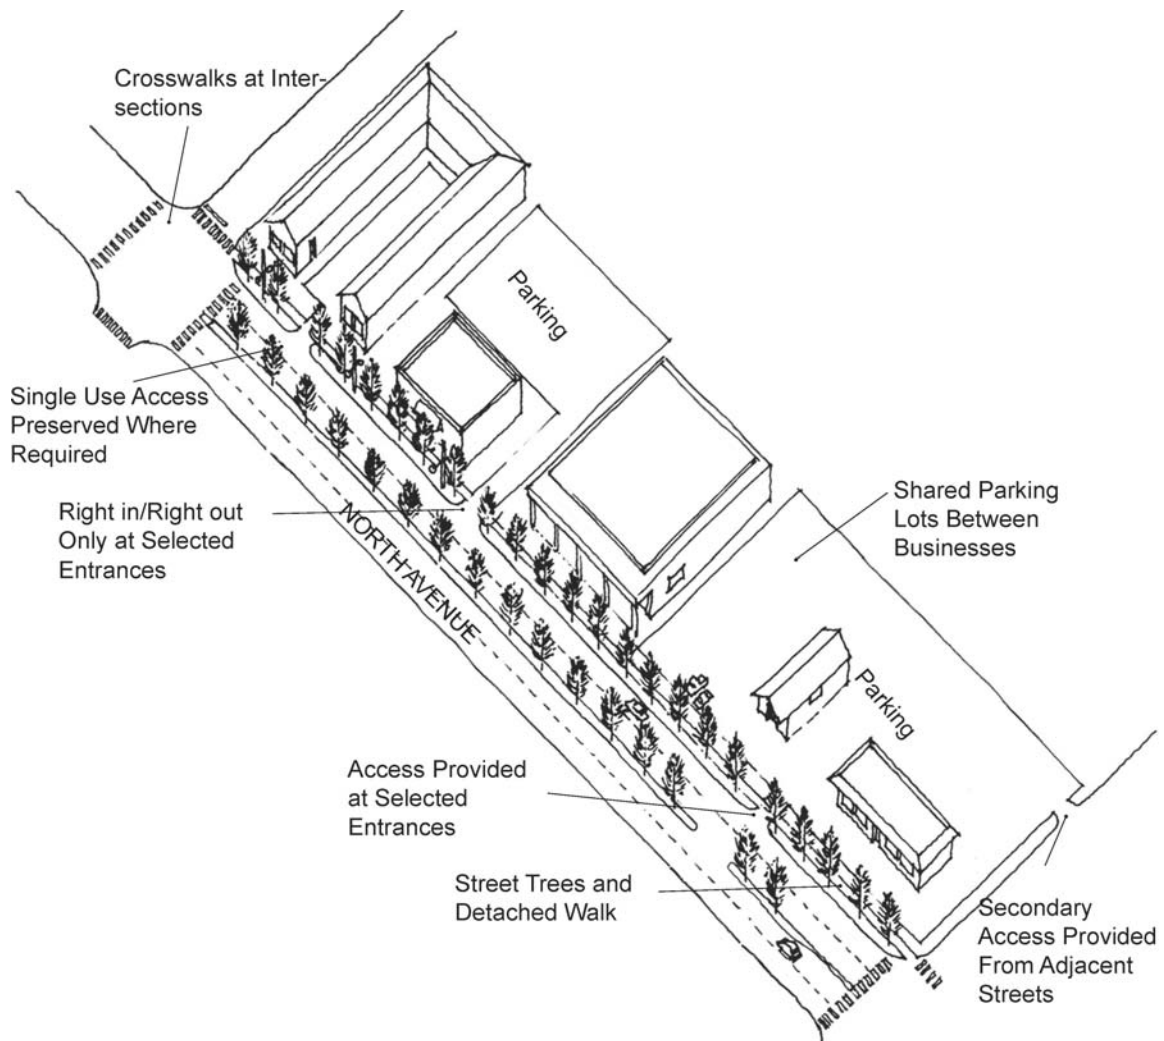 Crosswalks at Inter-
sections
Parking
Single Use Access
Preserved Where
Required
Right in/Right out
Only at Selected
Entrances
NORTH AVENUE
Shared Parking
Lots Between
Businesses
Parking
Access Provided
at Selected
Entrances
Street Trees and
Detached Walk
Secondary
Access Provided
From Adjacent
Streets